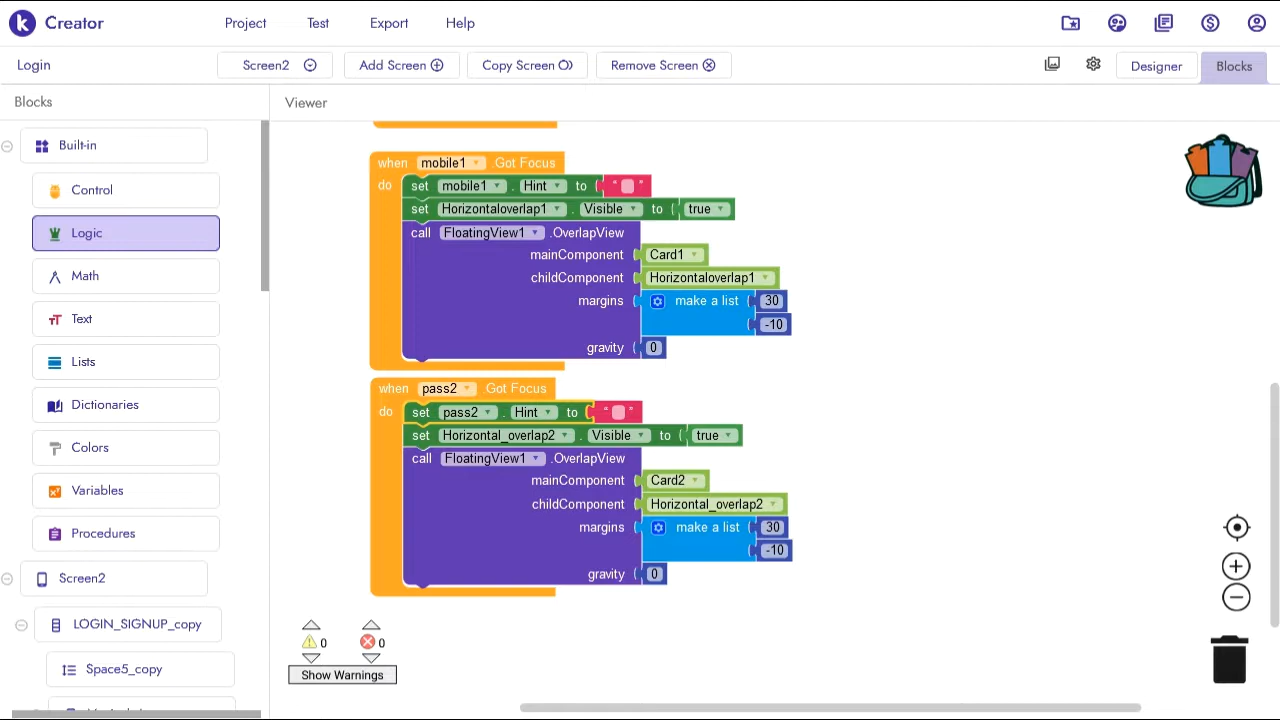 Creator
Project Test Export Help
Login
Screen2 Add Screen Copy Screen Remove Screen Designer Blocks
Blocks
Viewer
Built-in
Control
Logic
Math
Text
Lists
Dictionaries
Colors
Variables
Procedures
Screen2
LOGIN_SIGNUP_copy
Space5_copy
when mobile1 .Got Focus
do set mobile1 . Hint to “ ”
set Horizontaloverlap1 . Visible to true
call FloatingView1 .OverlapView
mainComponent Card1
childComponent Horizontaloverlap1
margins make a list 30
-10
gravity 0
when pass2 .Got Focus
do set pass2 . Hint to “ ”
set Horizontal_overlap2 . Visible to true
call FloatingView1 .OverlapView
mainComponent Card2
childComponent Horizontal_overlap2
margins make a list 30
-10
gravity 0
0 0
Show Warnings